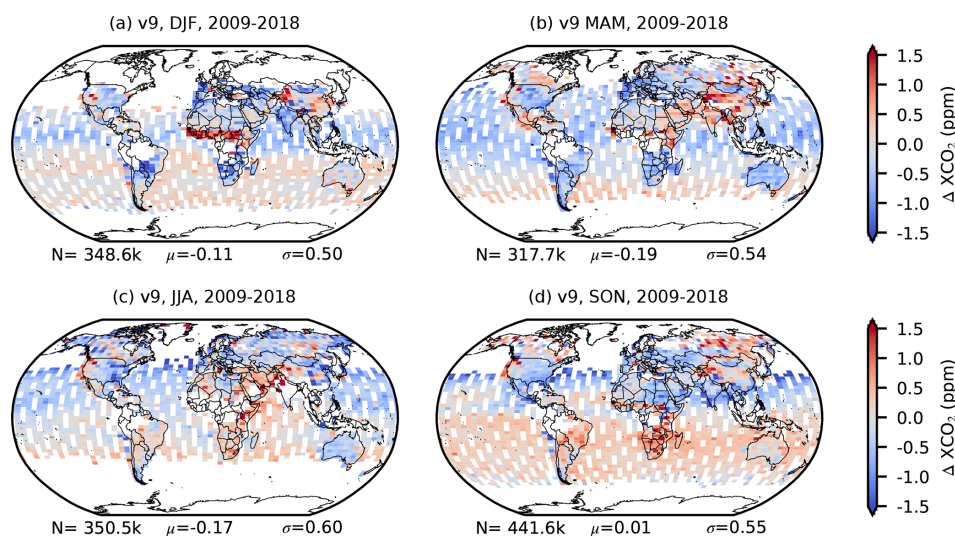 (a) v9, DJF, 2009-2018
(b) v9 MAM, 2009-2018
1.5
1.0
0.5
0.0
-0.5
-1.0
-1.5
Δ XCO₂ (ppm)
N= 348.6k μ=-0.11 σ=0.50
N= 317.7k μ=-0.19 σ=0.54
(c) v9, JJA, 2009-2018
(d) v9, SON, 2009-2018
1.5
1.0
0.5
0.0
-0.5
-1.0
-1.5
Δ XCO₂ (ppm)
N= 350.5k μ=-0.17 σ=0.60
N= 441.6k μ=0.01 σ=0.55